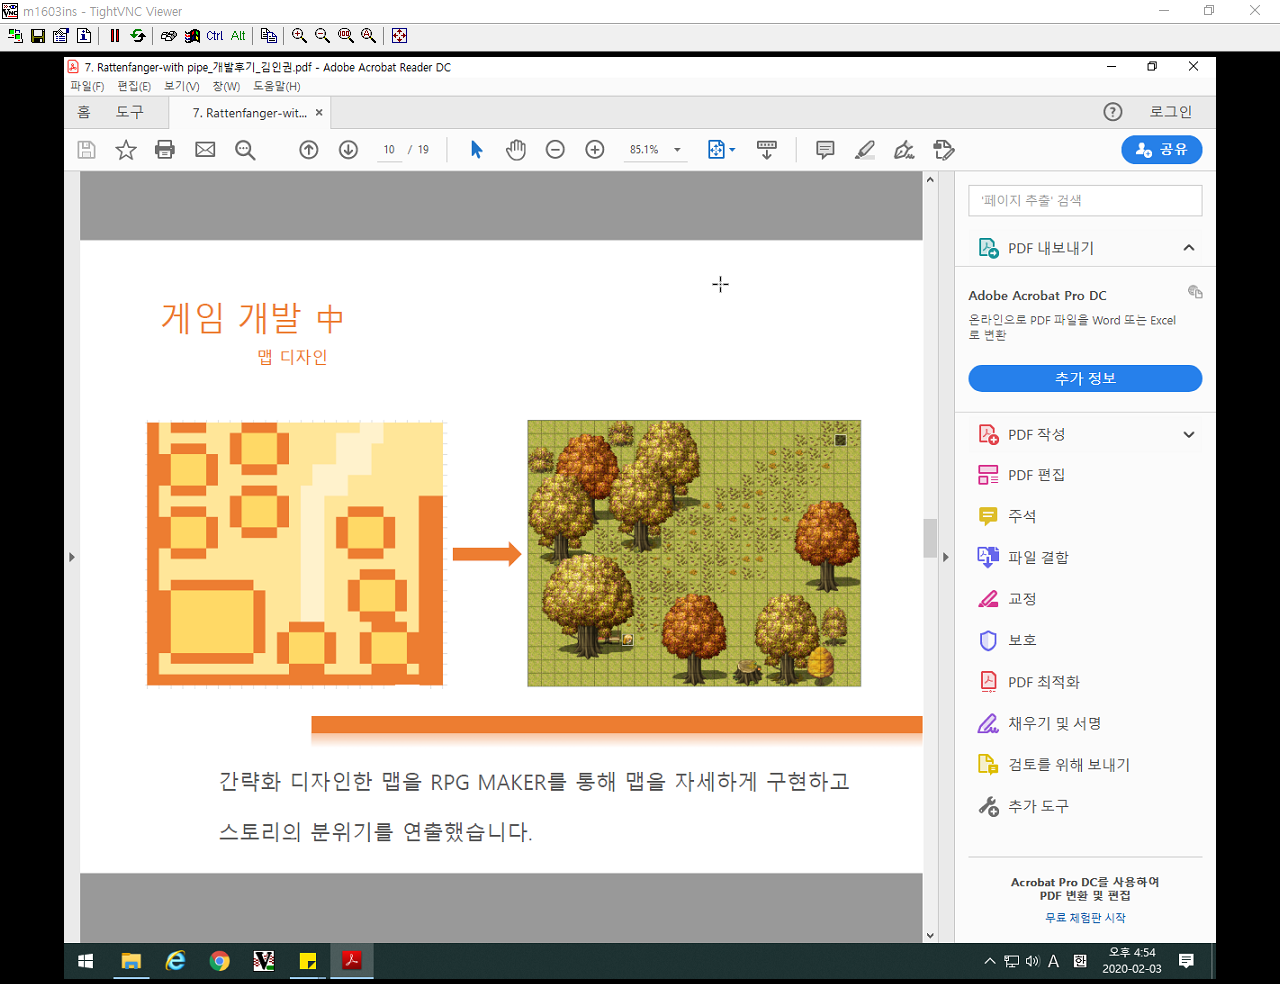 m1603ins - TightVNC Viewer
Ctrl Alt
7. Rattenfanger-with pipe_개발후기_김인권.pdf - Adobe Acrobat Reader DC
파일(F) 편집(E) 보기(V) 창(W) 도움말(H)
홈 도구 7. Rattenfanger-wit... × 로그인
10 / 19 85.1% 공유
'페이지 추출' 검색
PDF 내보내기
Adobe Acrobat Pro DC
온라인으로 PDF 파일을 Word 또는 Excel
로 변환
추가 정보
PDF 작성
PDF 편집
주석
파일 결합
교정
보호
PDF 최적화
채우기 및 서명
검토를 위해 보내기
추가 도구
Acrobat Pro DC를 사용하여
PDF 변환 및 편집
무료 체험판 시작
게임 개발 中
맵 디자인
간략화 디자인한 맵을 RPG MAKER를 통해 맵을 자세하게 구현하고
스토리의 분위기를 연출했습니다.
A 한 오후 4:54
2020-02-03